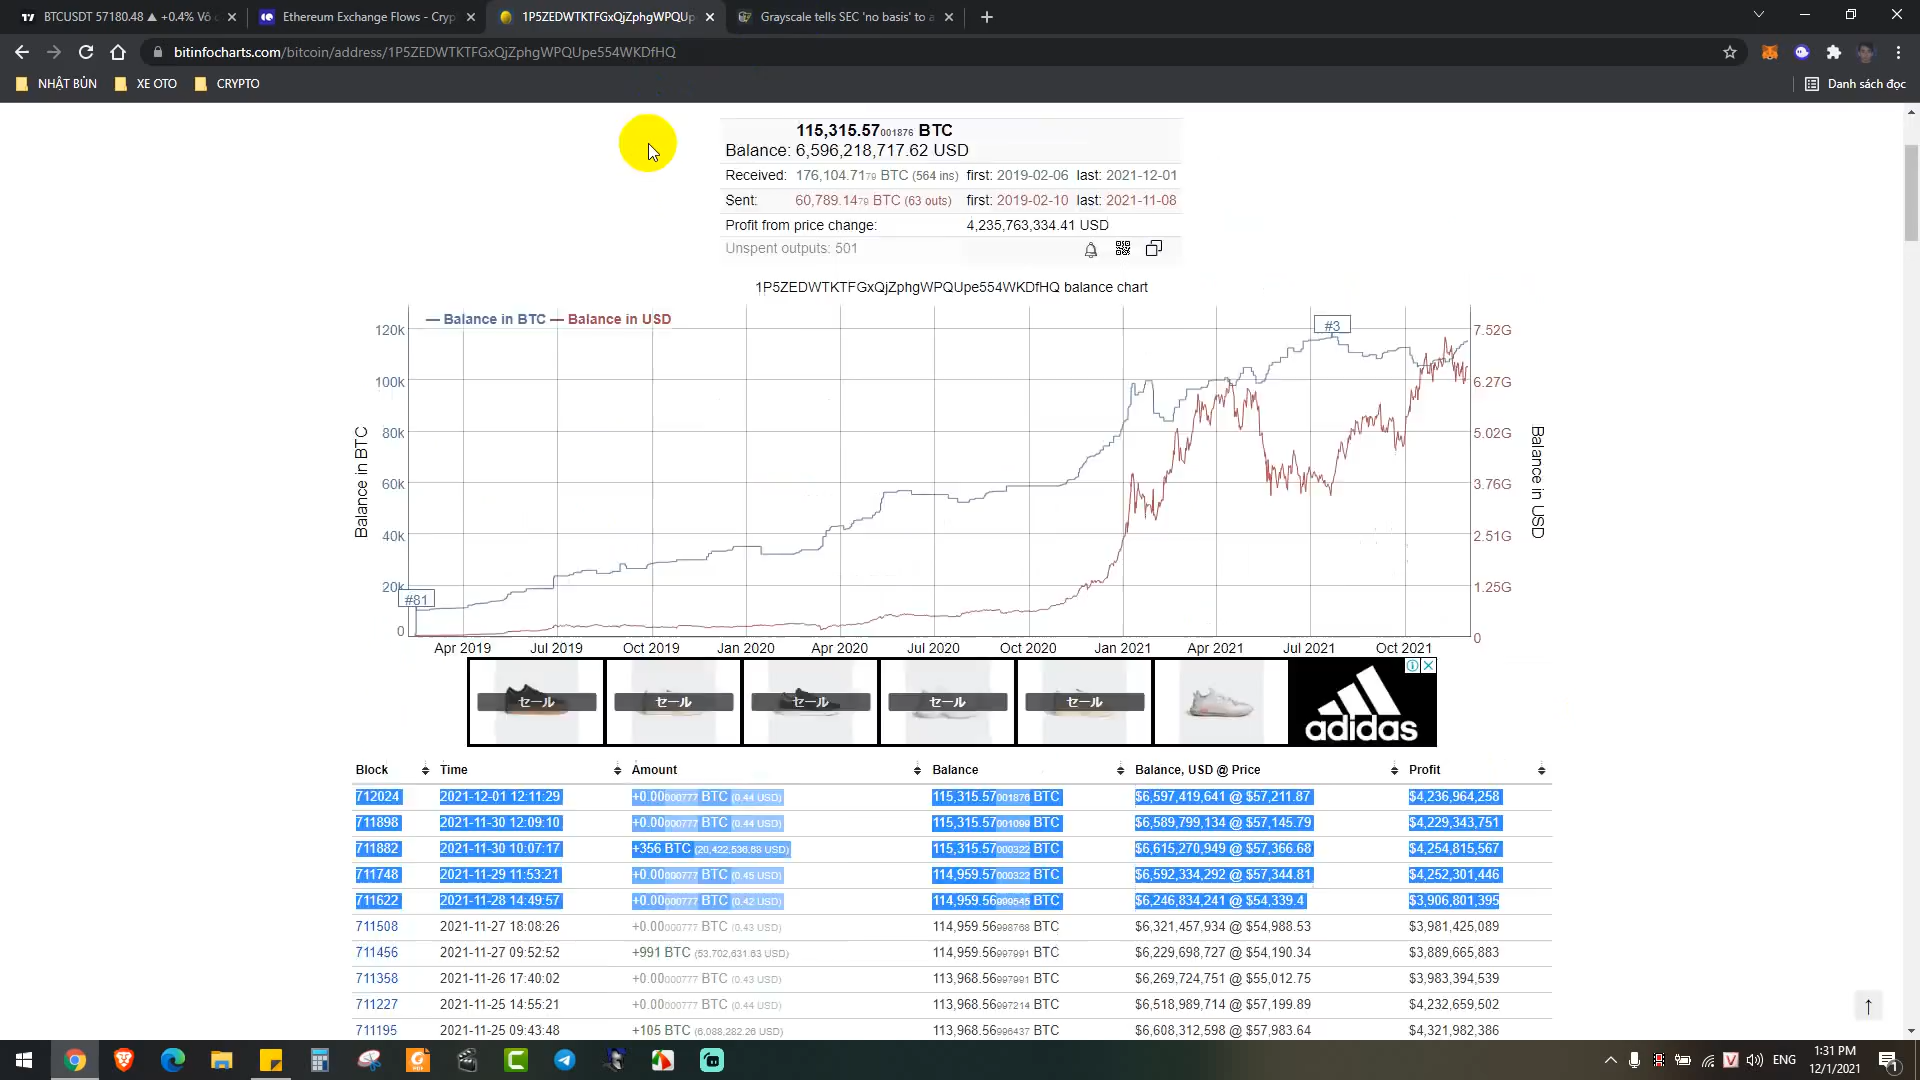 BTCUSDT 57180.48 ▲ +0.4% Vô
Ethereum Exchange Flows - Cryp
1P5ZEDWTKTFGxQjZphgWPQUp
Grayscale tells SEC 'no basis' to a
bitinfocharts.com/bitcoin/address/1P5ZEDWTKTFGxQjZphgWPQUpe554WKDfHQ
NHẬT BỦN
XE OTO
CRYPTO
Danh sách đọc
115,315.57001876 BTC
Balance: 6,596,218,717.62 USD
Received: 176,104.7179 BTC (564 ins) first: 2019-02-06 last: 2021-12-01
Sent: 60,789.1479 BTC (63 outs) first: 2019-02-10 last: 2021-11-08
Profit from price change: 4,235,763,334.41 USD
Unspent outputs: 501
1P5ZEDWTKTFGxQjZphgWPQUpe554WKDfHQ balance chart
Balance in BTC Balance in USD
#3
#81
120k
100k
80k
60k
40k
20k
0
Balance in BTC
7.52G
6.27G
5.02G
3.76G
2.51G
1.25G
0
Balance in USD
Apr 2019 Jul 2019 Oct 2019 Jan 2020 Apr 2020 Jul 2020 Oct 2020 Jan 2021 Apr 2021 Jul 2021 Oct 2021
セール セール セール セール セール
adidas
Block Time Amount Balance Balance, USD @ Price Profit
712024 2021-12-01 12:11:29 +0.00000777 BTC (0.44 USD) 115,315.57001876 BTC $6,597,419,641 @ $57,211.87 $4,236,964,258
711898 2021-11-30 12:09:10 +0.00000777 BTC (0.44 USD) 115,315.57001099 BTC $6,589,799,134 @ $57,145.79 $4,229,343,751
711882 2021-11-30 10:07:17 +356 BTC (20,422,536.88 USD) 115,315.57000322 BTC $6,615,270,949 @ $57,366.68 $4,254,815,567
711748 2021-11-29 11:53:21 +0.00000777 BTC (0.45 USD) 114,959.57000322 BTC $6,592,334,292 @ $57,344.81 $4,252,301,446
711622 2021-11-28 14:49:57 +0.00000777 BTC (0.42 USD) 114,959.56999545 BTC $6,246,834,241 @ $54,339.4 $3,906,801,395
711508 2021-11-27 18:08:26 +0.00000777 BTC (0.43 USD) 114,959.56998768 BTC $6,321,457,934 @ $54,988.53 $3,981,425,089
711456 2021-11-27 09:52:52 +991 BTC (53,702,631.63 USD) 114,959.56997991 BTC $6,229,698,727 @ $54,190.34 $3,889,665,883
711358 2021-11-26 17:40:02 +0.00000777 BTC (0.43 USD) 113,968.56997991 BTC $6,269,724,751 @ $55,012.75 $3,983,394,539
711227 2021-11-25 14:55:21 +0.00000777 BTC (0.44 USD) 113,968.56997214 BTC $6,518,989,714 @ $57,199.89 $4,232,659,502
711195 2021-11-25 09:43:48 +105 BTC (6,088,282.26 USD) 113,968.56996437 BTC $6,608,312,598 @ $57,983.64 $4,321,982,386
ENG
1:31 PM
12/1/2021
1